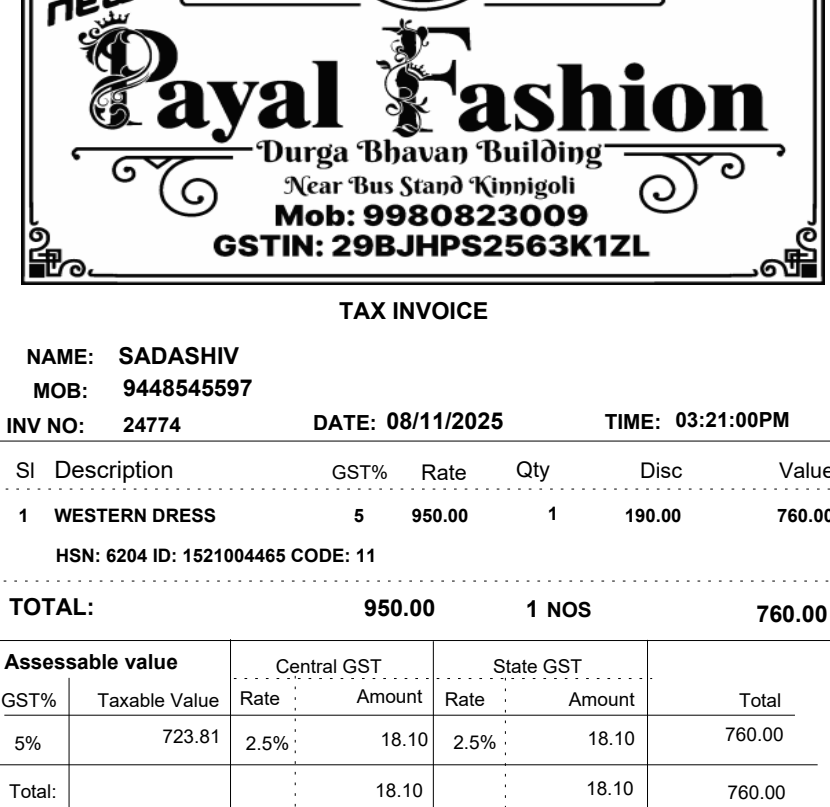 new
Payal Fashion
Durga Bhavan Building
Near Bus Stand Kinnigoli
Mob: 9980823009
GSTIN: 29BJHPS2563K1ZL
TAX INVOICE
NAME: SADASHIV
MOB: 9448545597
INV NO: 24774 DATE: 08/11/2025 TIME: 03:21:00PM
Sl Description GST% Rate Qty Disc Value
1 WESTERN DRESS 5 950.00 1 190.00 760.00
HSN: 6204 ID: 1521004465 CODE: 11
TOTAL: 950.00 1 NOS 760.00
Assessable value Central GST State GST
GST% Taxable Value Rate Amount Rate Amount Total
5% 723.81 2.5% 18.10 2.5% 18.10 760.00
Total: 18.10 18.10 760.00